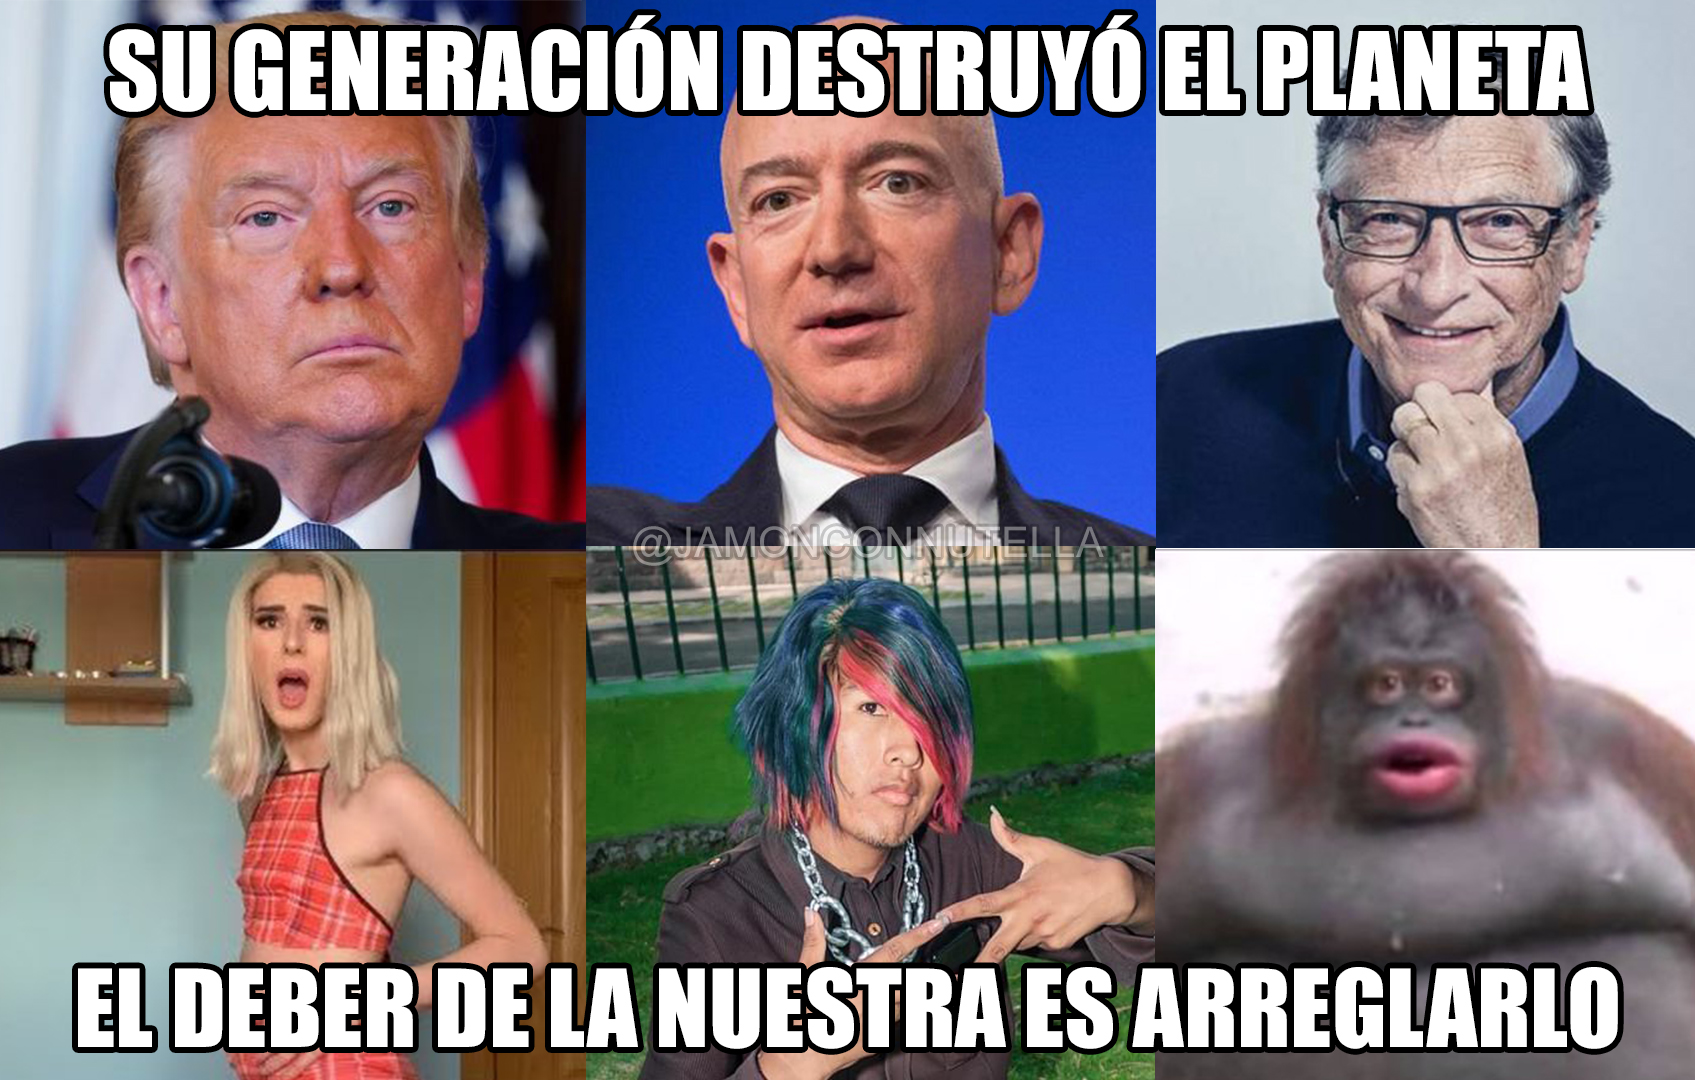 SU GENERACIÓN DESTRUYÓ EL PLANETA
@JAMONCONNUTELLA
EL DEBER DE LA NUESTRA ES ARREGLARLO